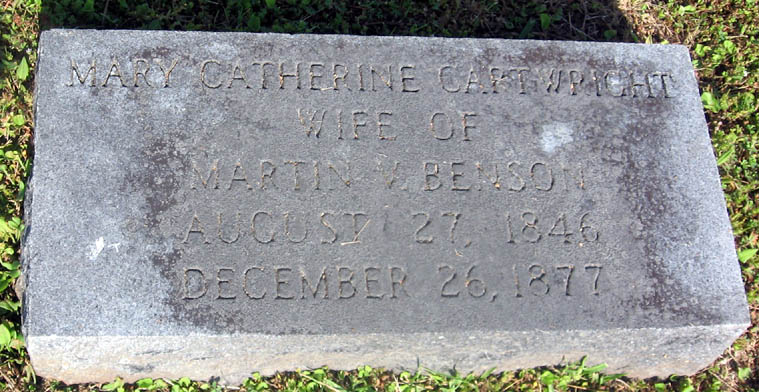 MARY CATHERINE CARTWRIGHT
WIFE OF
MARTIN V. BENSON
AUGUST 27, 1846
DECEMBER 26, 1877